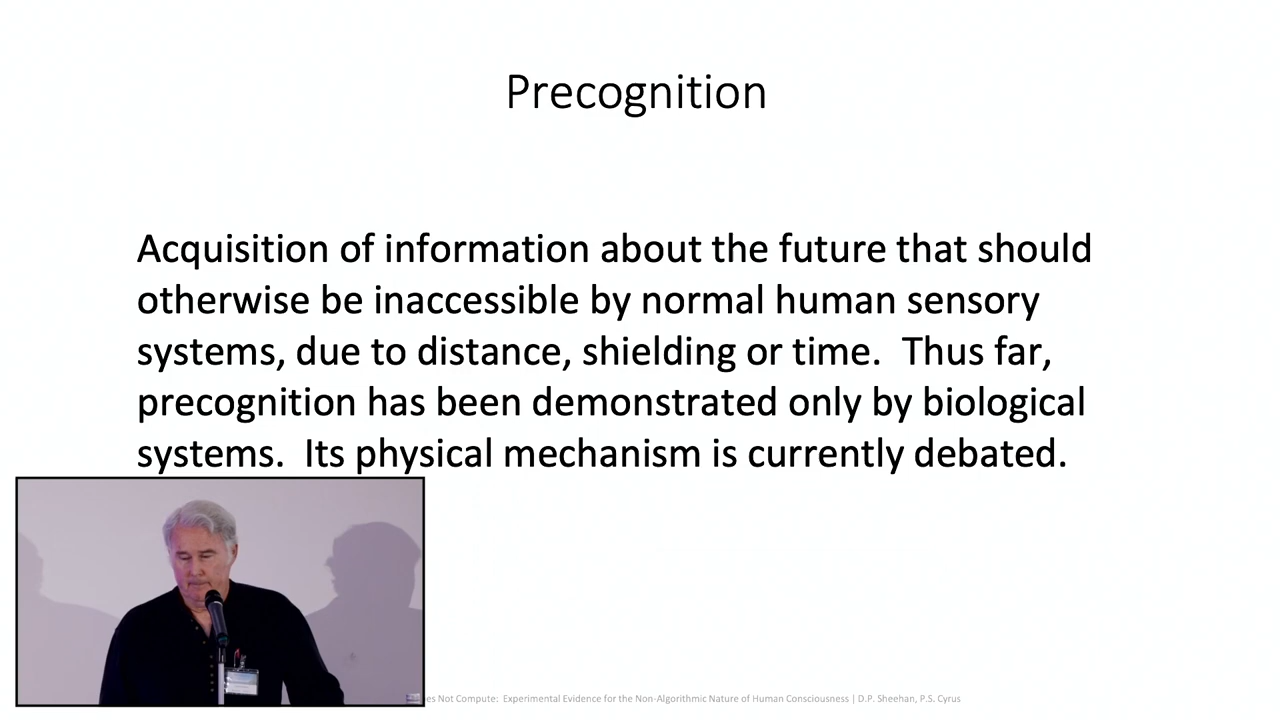 Precognition
Acquisition of information about the future that should
otherwise be inaccessible by normal human sensory
systems, due to distance, shielding or time.  Thus far,
precognition has been demonstrated only by biological
systems.  Its physical mechanism is currently debated.
Not Compute:  Experimental Evidence for the Non-Algorithmic Nature of Human Consciousness | D.P. Sheehan, P.S. Cyrus